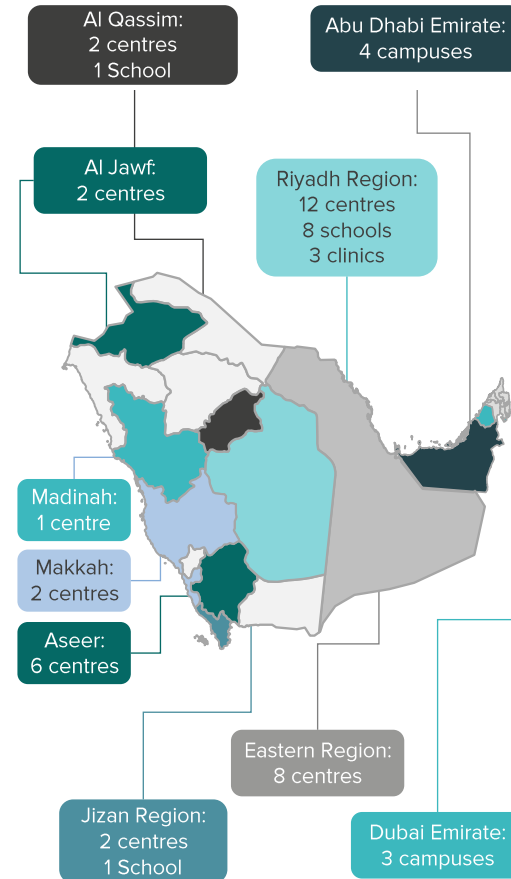 Al Qassim:
2 centres
1 School
Abu Dhabi Emirate:
4 campuses
Al Jawf:
2 centres
Riyadh Region:
12 centres
8 schools
3 clinics
Madinah:
1 centre
Makkah:
2 centres
Aseer:
6 centres
Eastern Region:
8 centres
Jizan Region:
2 centres
1 School
Dubai Emirate:
3 campuses